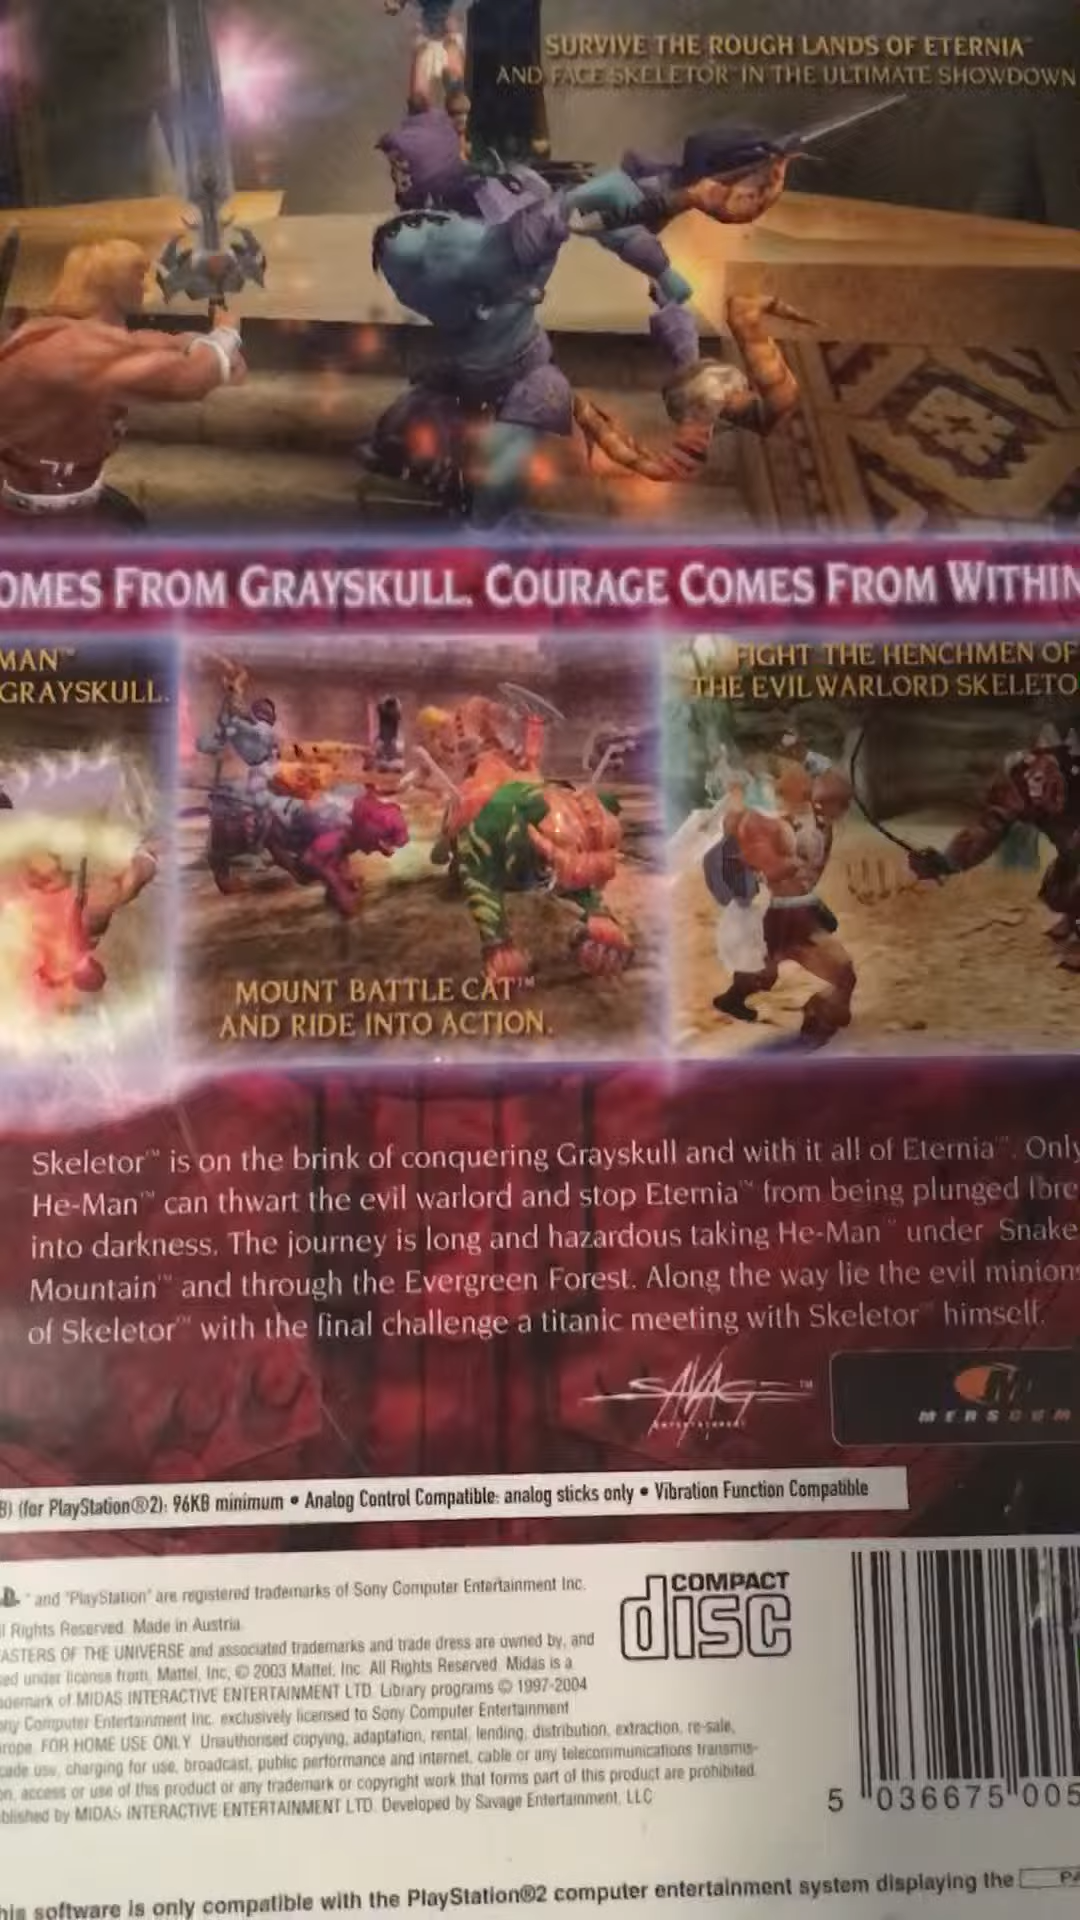 SURVIVE THE ROUGH LANDS OF ETERNIA™
AND FACE SKELETOR™ IN THE ULTIMATE SHOWDOWN
OMES FROM GRAYSKULL. COURAGE COMES FROM WITHIN
MAN™
GRAYSKULL.
MOUNT BATTLE CAT™
AND RIDE INTO ACTION.
FIGHT THE HENCHMEN OF
THE EVIL WARLORD SKELETO
Skeletor™ is on the brink of conquering Grayskull and with it all of Eternia™. Only
He-Man™ can thwart the evil warlord and stop Eternia™ from being plunged fore
into darkness. The journey is long and hazardous taking He-Man™ under Snake
Mountain™ and through the Evergreen Forest. Along the way lie the evil minions
of Skeletor™ with the final challenge a titanic meeting with Skeletor™ himself.
SAVAGE™
ENTERTAINMENT
B) (for PlayStation®2): 96KB minimum • Analog Control Compatible: analog sticks only • Vibration Function Compatible
" and "PlayStation" are registered trademarks of Sony Computer Entertainment Inc.
ll Rights Reserved. Made in Austria.
ASTERS OF THE UNIVERSE and associated trademarks and trade dress are owned by, and
sed under license from, Mattel, Inc, © 2003 Mattel, Inc. All Rights Reserved. Midas is a
ademark of MIDAS INTERACTIVE ENTERTAINMENT LTD. Library programs © 1997-2004
ony Computer Entertainment Inc. exclusively licensed to Sony Computer Entertainment
urope. FOR HOME USE ONLY. Unauthorised copying, adaptation, rental, lending, distribution, extraction, re-sale,
cade use, charging for use, broadcast, public performance and internet, cable or any telecommunications transmis-
on, access or use of this product or any trademark or copyright work that forms part of this product are prohibited.
blished by MIDAS INTERACTIVE ENTERTAINMENT LTD. Developed by Savage Entertainment, LLC
COMPACT
disc
5 036675 005
his software is only compatible with the PlayStation®2 computer entertainment system displaying the PA